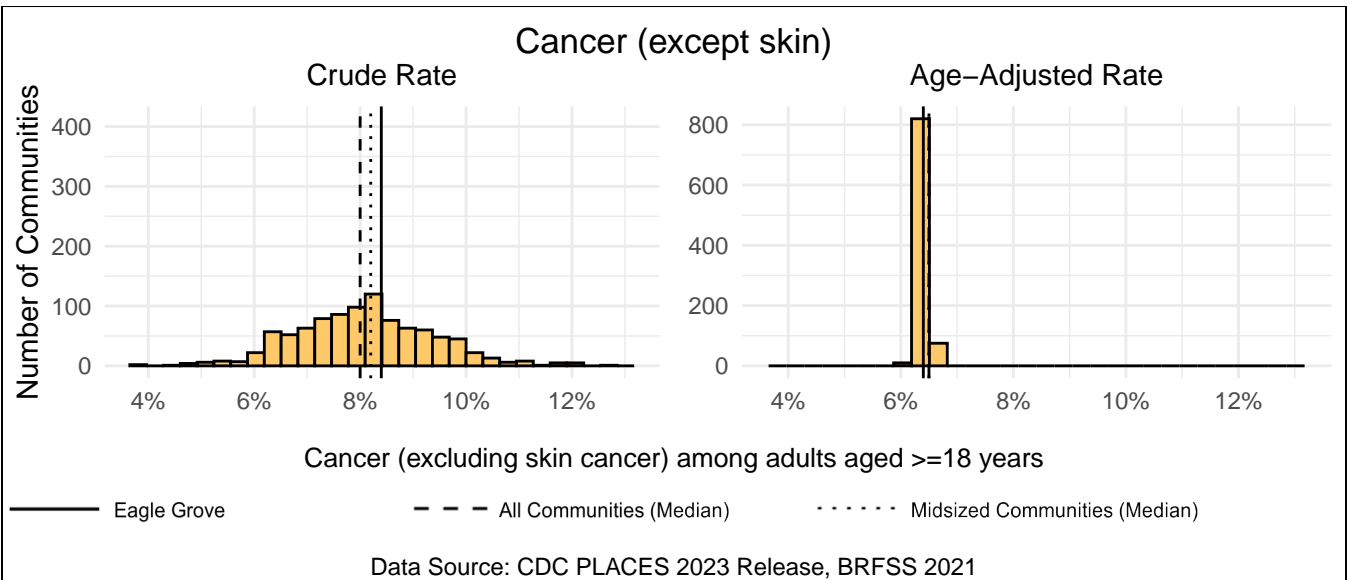 Cancer (except skin)
Crude Rate
Age−Adjusted Rate
Number of Communities
400
300
200
100
0
4%
6%
8%
10%
12%
800
600
400
200
0
4%
6%
8%
10%
12%
Cancer (excluding skin cancer) among adults aged >=18 years
Eagle Grove
All Communities (Median)
Midsized Communities (Median)
Data Source: CDC PLACES 2023 Release, BRFSS 2021